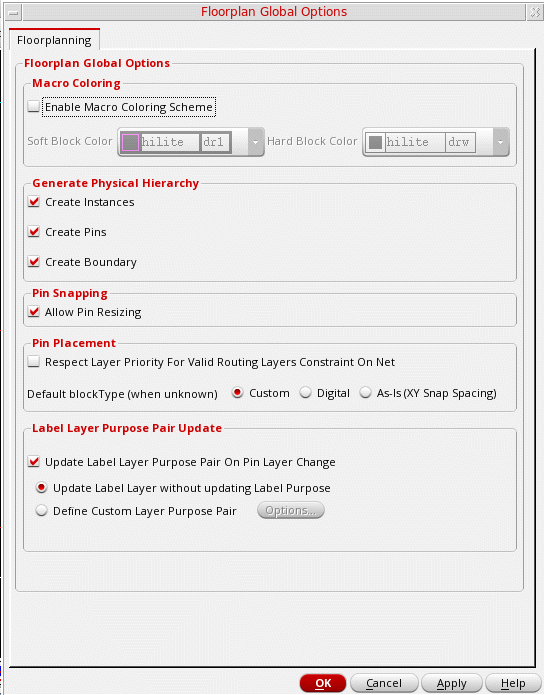 Floorplan Global Options
Floorplanning
Floorplan Global Options
Macro Coloring
Enable Macro Coloring Scheme
Soft Block Color hilite dr1 Hard Block Color hilite drw
Generate Physical Hierarchy
Create Instances
Create Pins
Create Boundary
Pin Snapping
Allow Pin Resizing
Pin Placement
Respect Layer Priority For Valid Routing Layers Constraint On Net
Default blockType (when unknown) Custom Digital As-Is (XY Snap Spacing)
Label Layer Purpose Pair Update
Update Label Layer Purpose Pair On Pin Layer Change
Update Label Layer without updating Label Purpose
Define Custom Layer Purpose Pair Options...
OK Cancel Apply Help